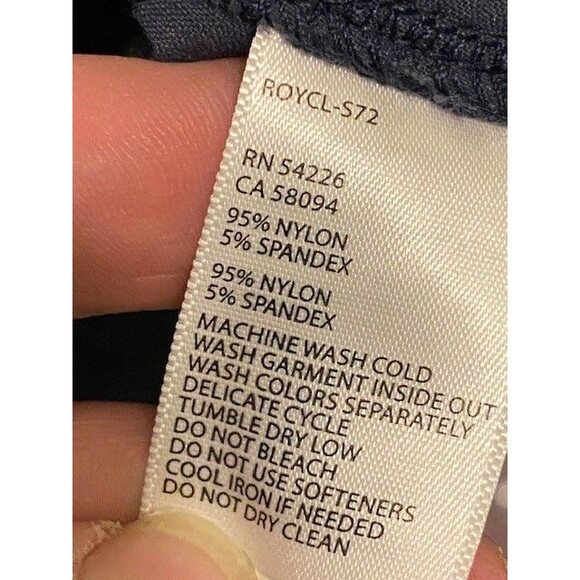 ROYCL-S72
RN 54226
CA 58094
95% NYLON
5% SPANDEX
95% NYLON
5% SPANDEX
MACHINE WASH COLD
WASH GARMENT INSIDE OUT
WASH COLORS SEPARATELY
DELICATE CYCLE
TUMBLE DRY LOW
DO NOT BLEACH
DO NOT USE SOFTENERS
COOL IRON IF NEEDED
DO NOT DRY CLEAN